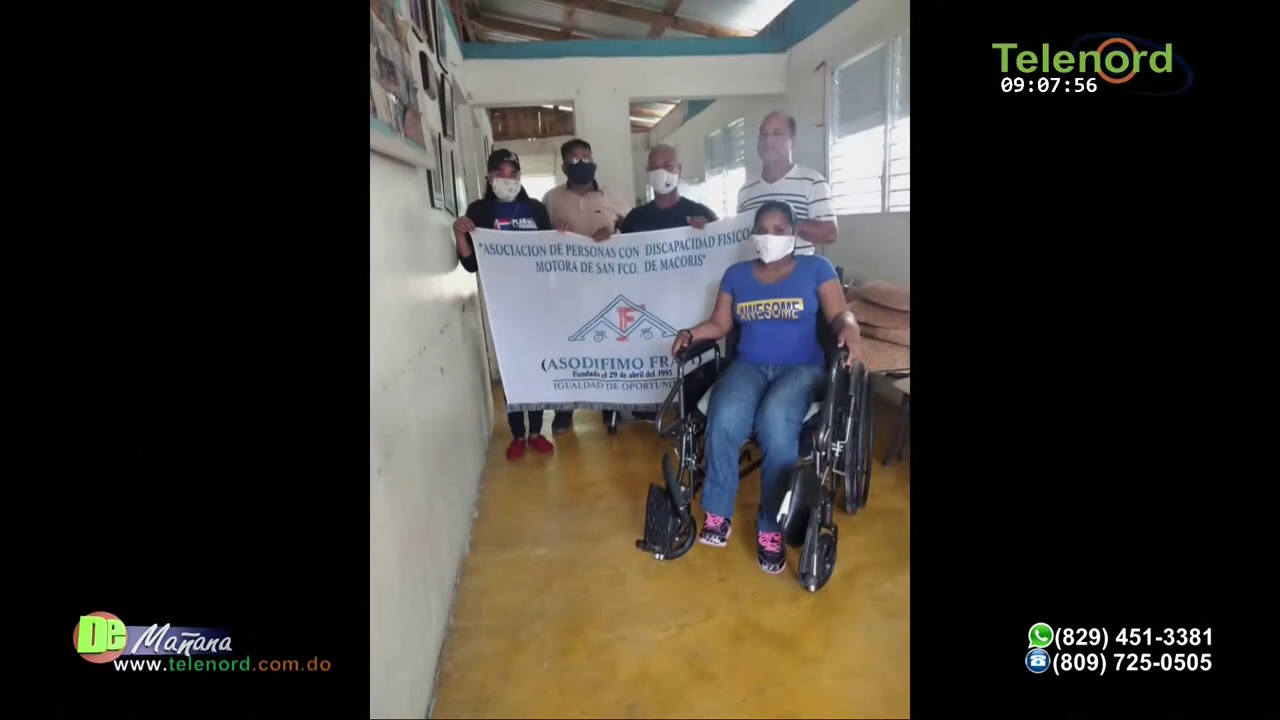 Telenord
09:07:56
"ASOCIACION DE PERSONAS CON DISCAPACIDAD FISICO
MOTORA DE SAN FCO. DE MACORIS"
F
(ASODIFIMO FRA
Fundada el 29 de abril del 1993
IGUALDAD DE
AWESOME
De Mañana
www.telenord.com.do
(829) 451-3381
(809) 725-0505